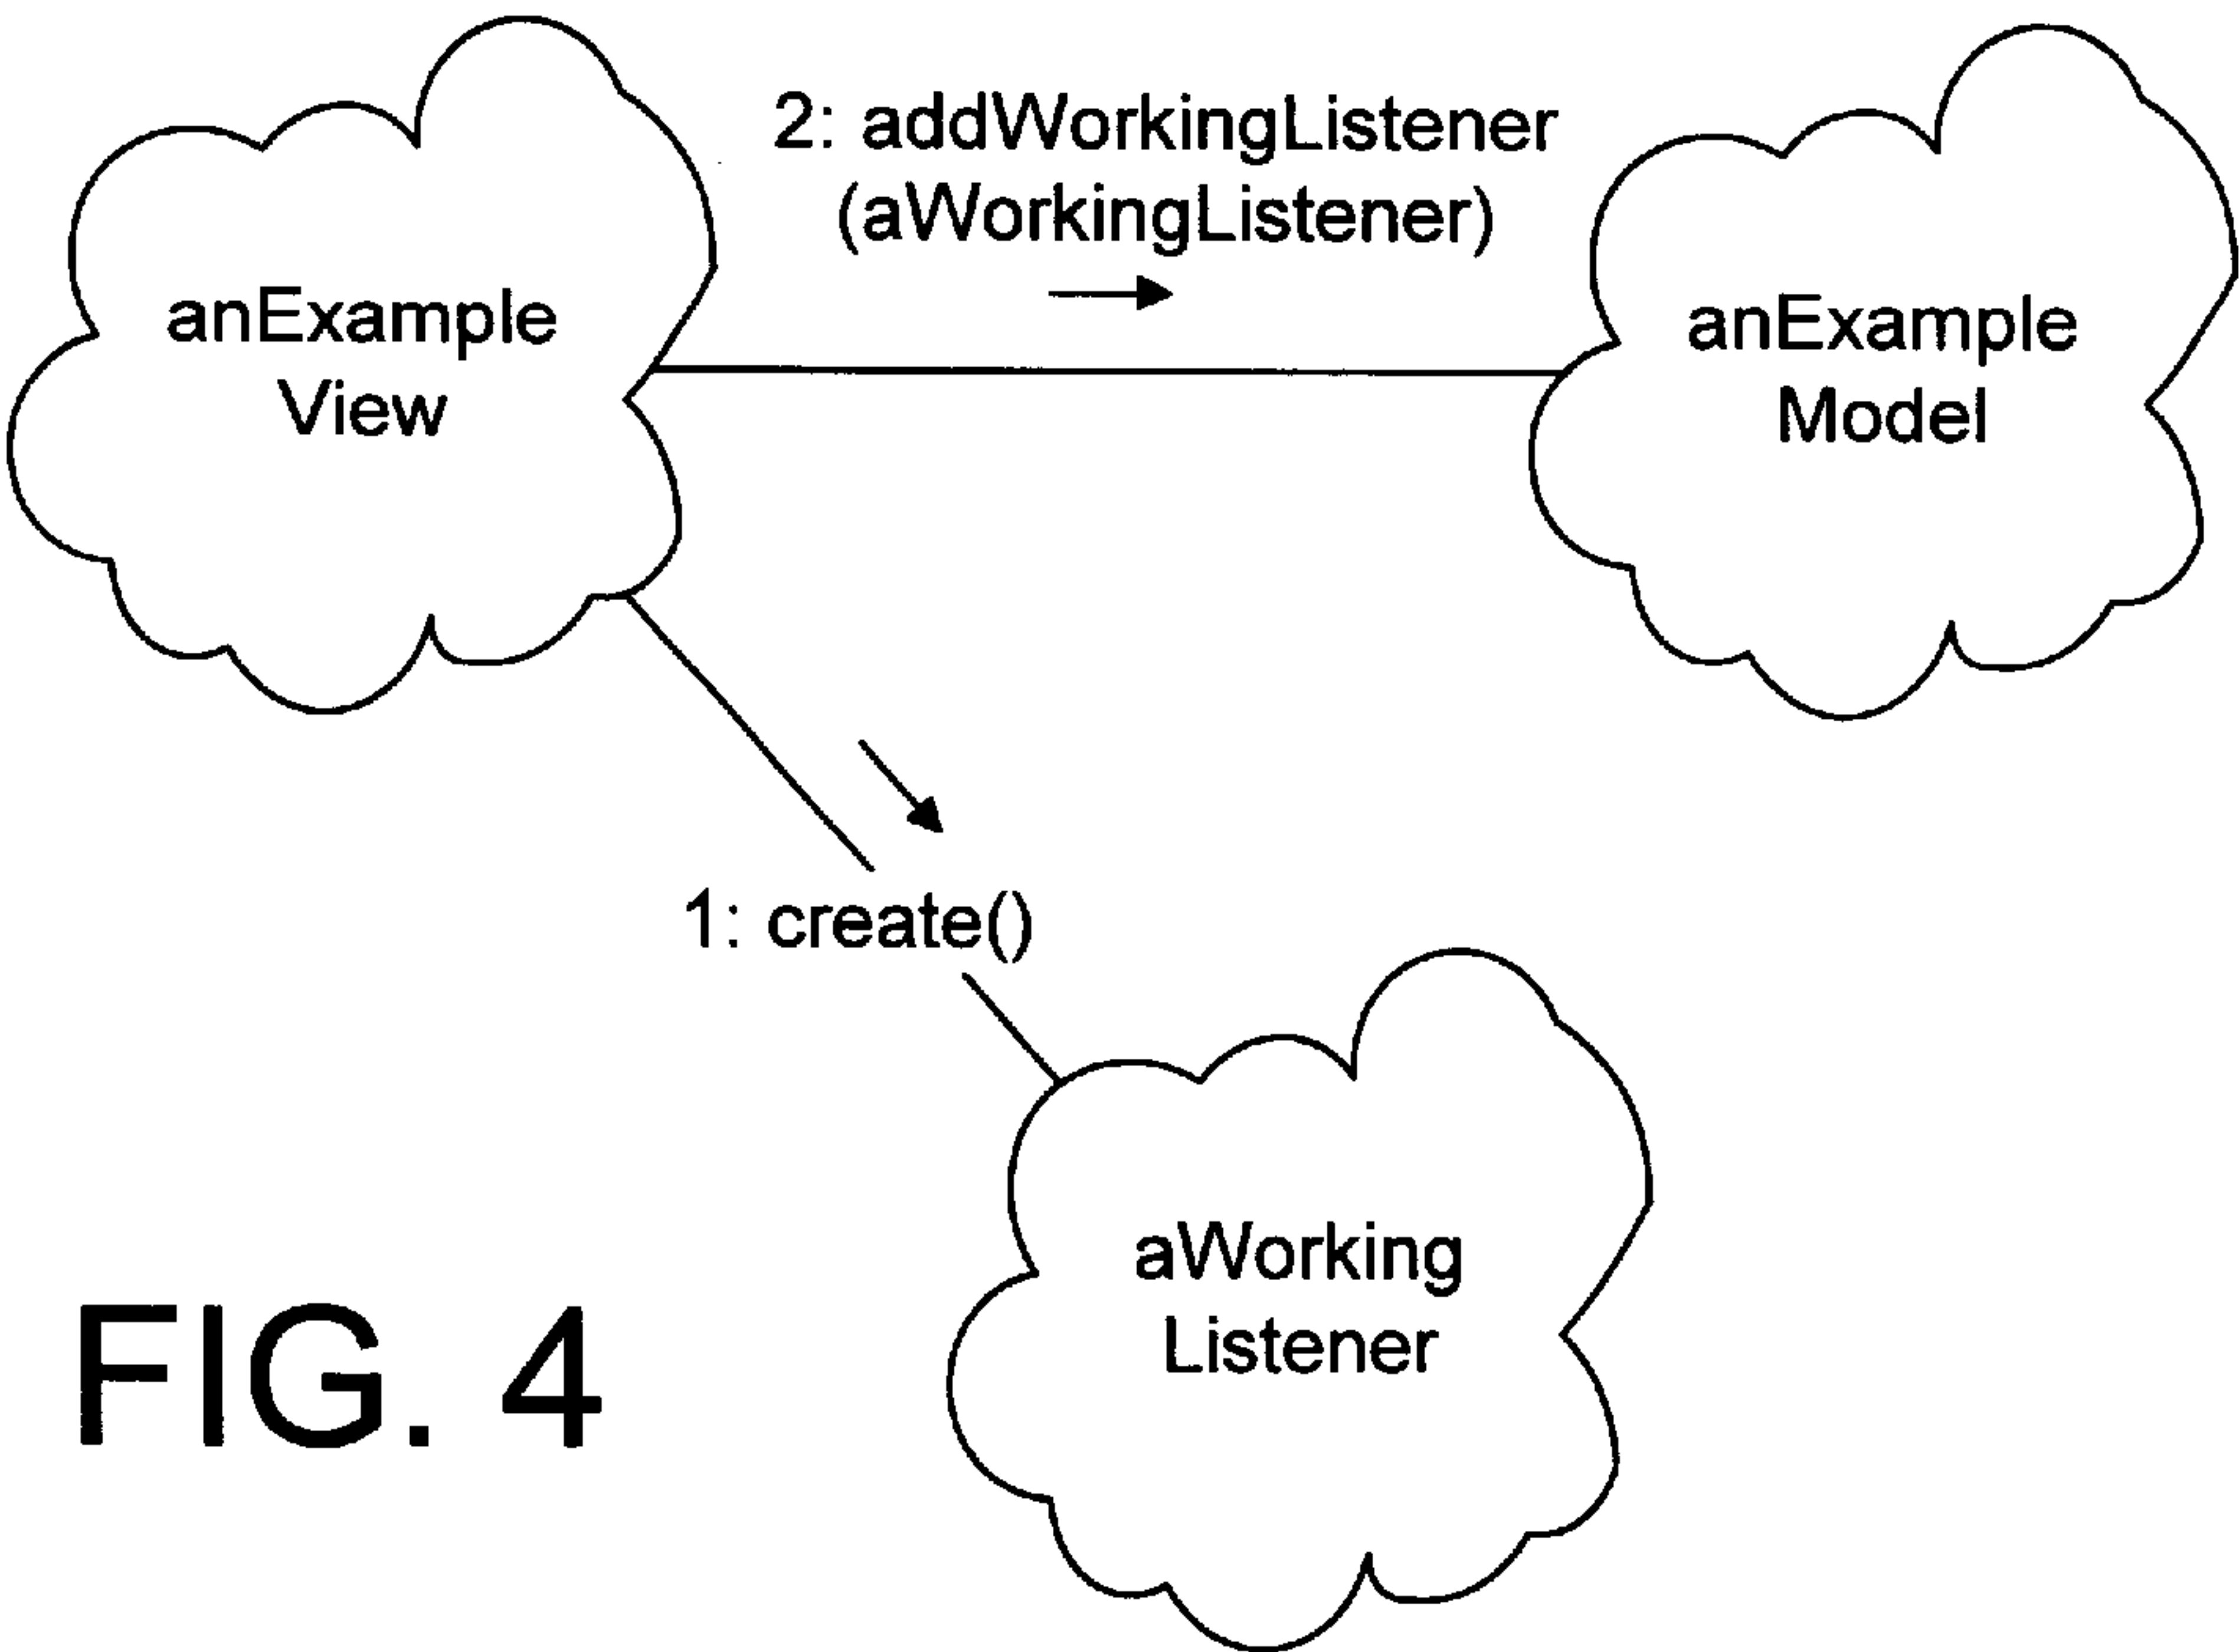 2: addWorkingListener
(aWorkingListener)
anExample
View
anExample
Model
1: create()
aWorking
Listener
FIG. 4